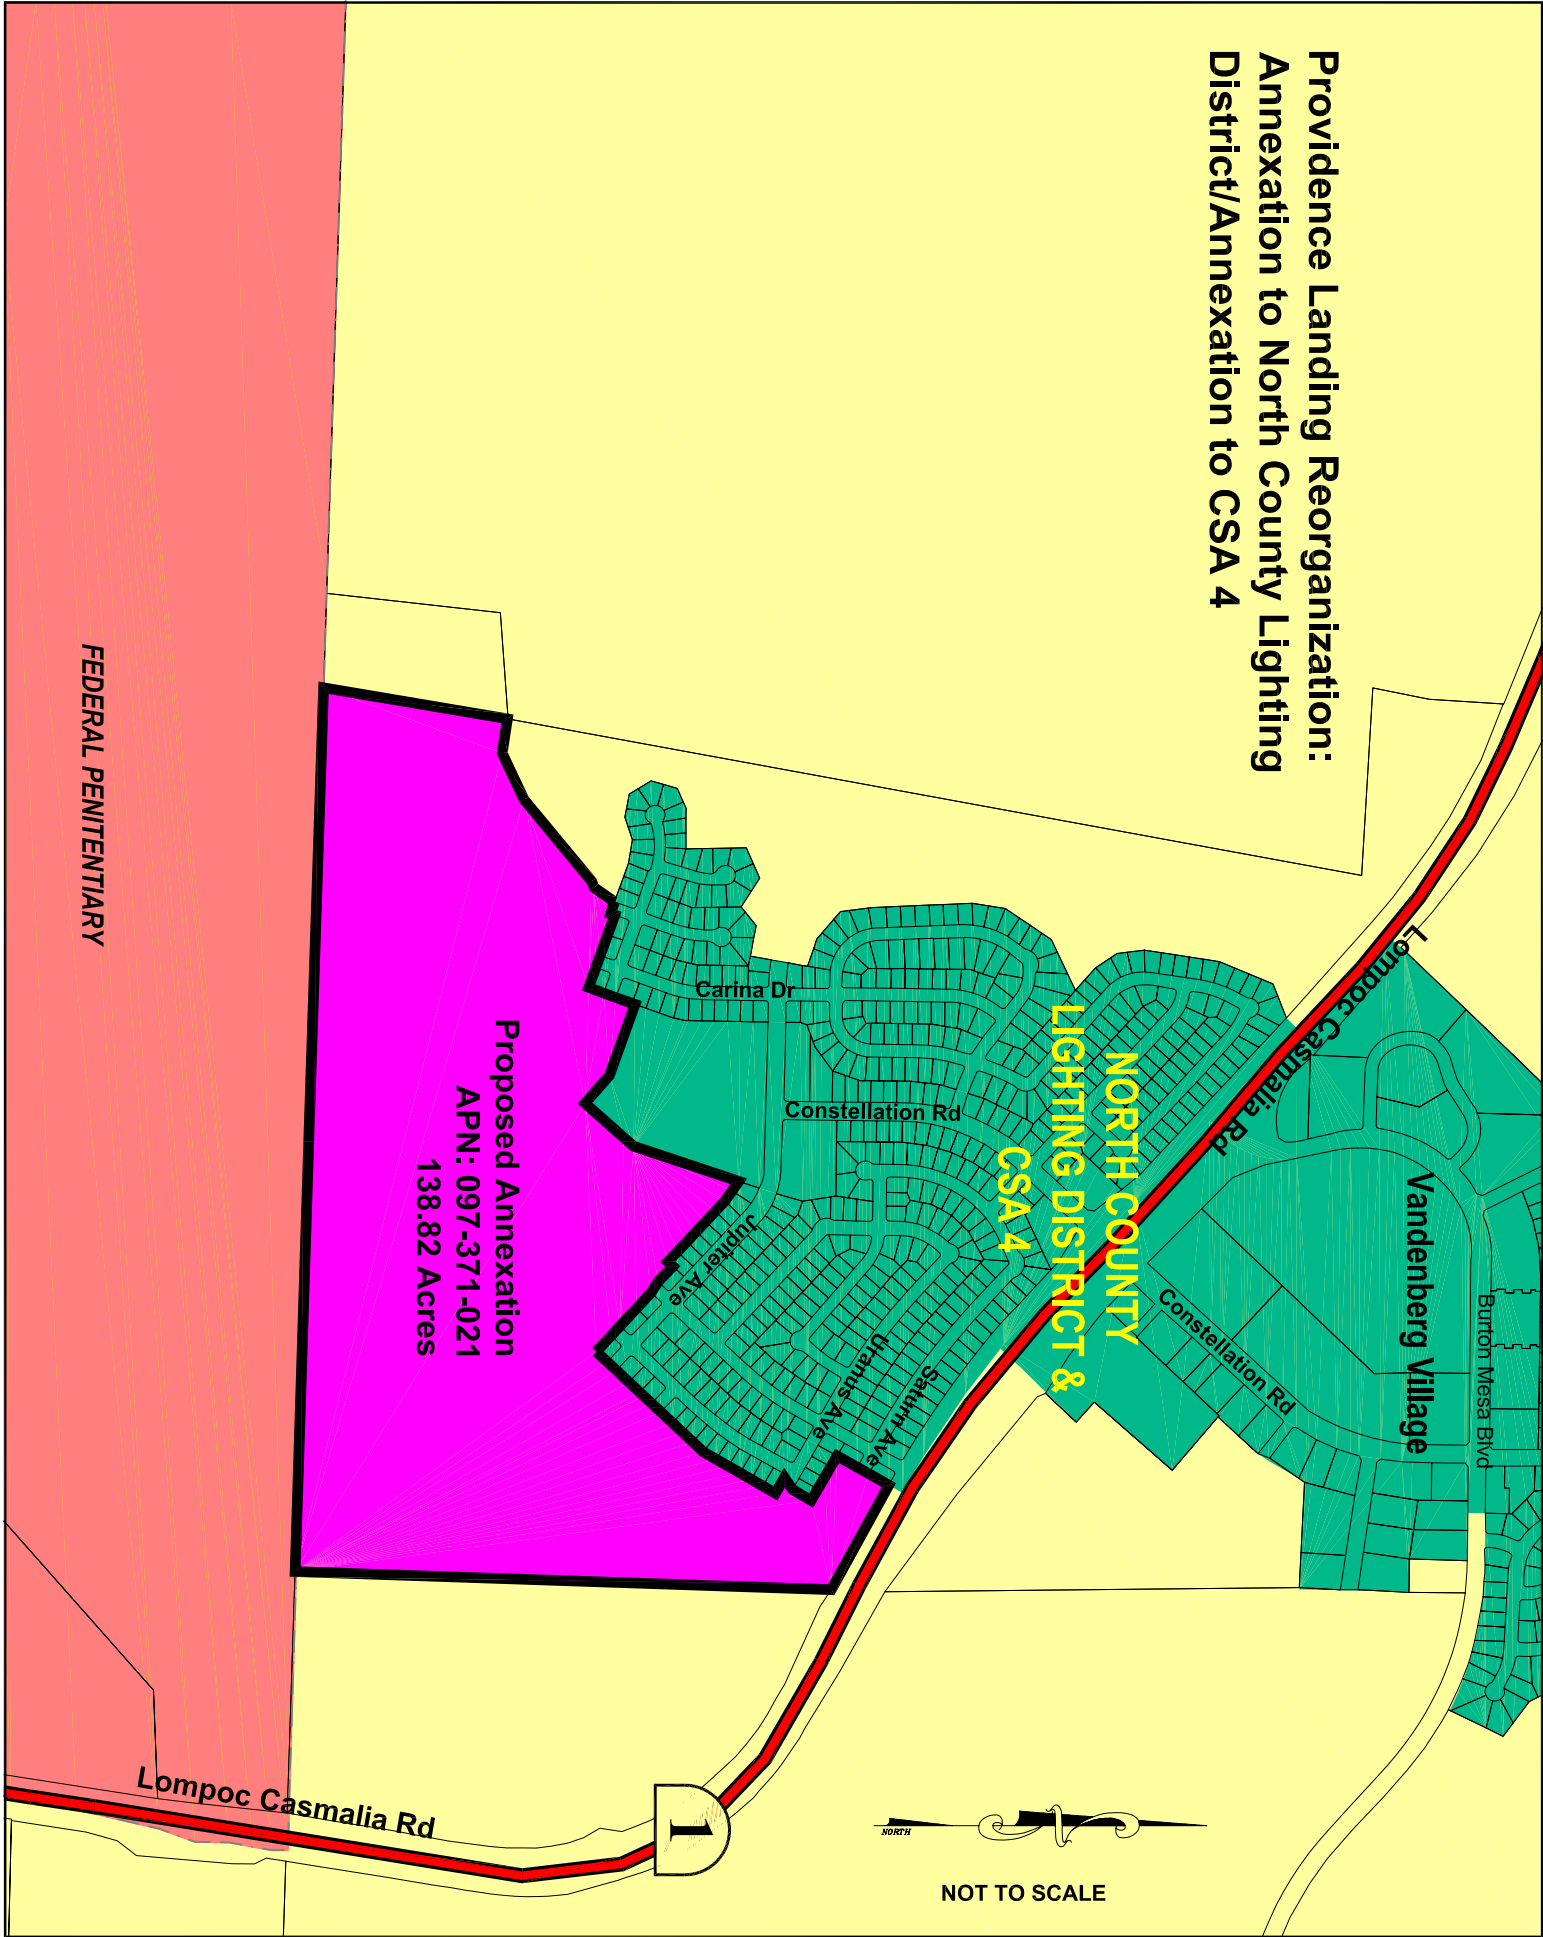 Providence Landing Reorganization:
Annexation to North County Lighting
District/Annexation to CSA 4
Lompoc Casmalia Rd
Vandenberg Village
Burton Mesa Blvd
Constellation Rd
NORTH COUNTY
LIGHTING DISTRICT &
CSA 4
Carina Dr
Constellation Rd
Jupiter Ave
Uranus Ave
Saturn Ave
Proposed Annexation
APN: 097-371-021
138.82 Acres
FEDERAL PENITENTIARY
Lompoc Casmalia Rd
1
NORTH
NOT TO SCALE